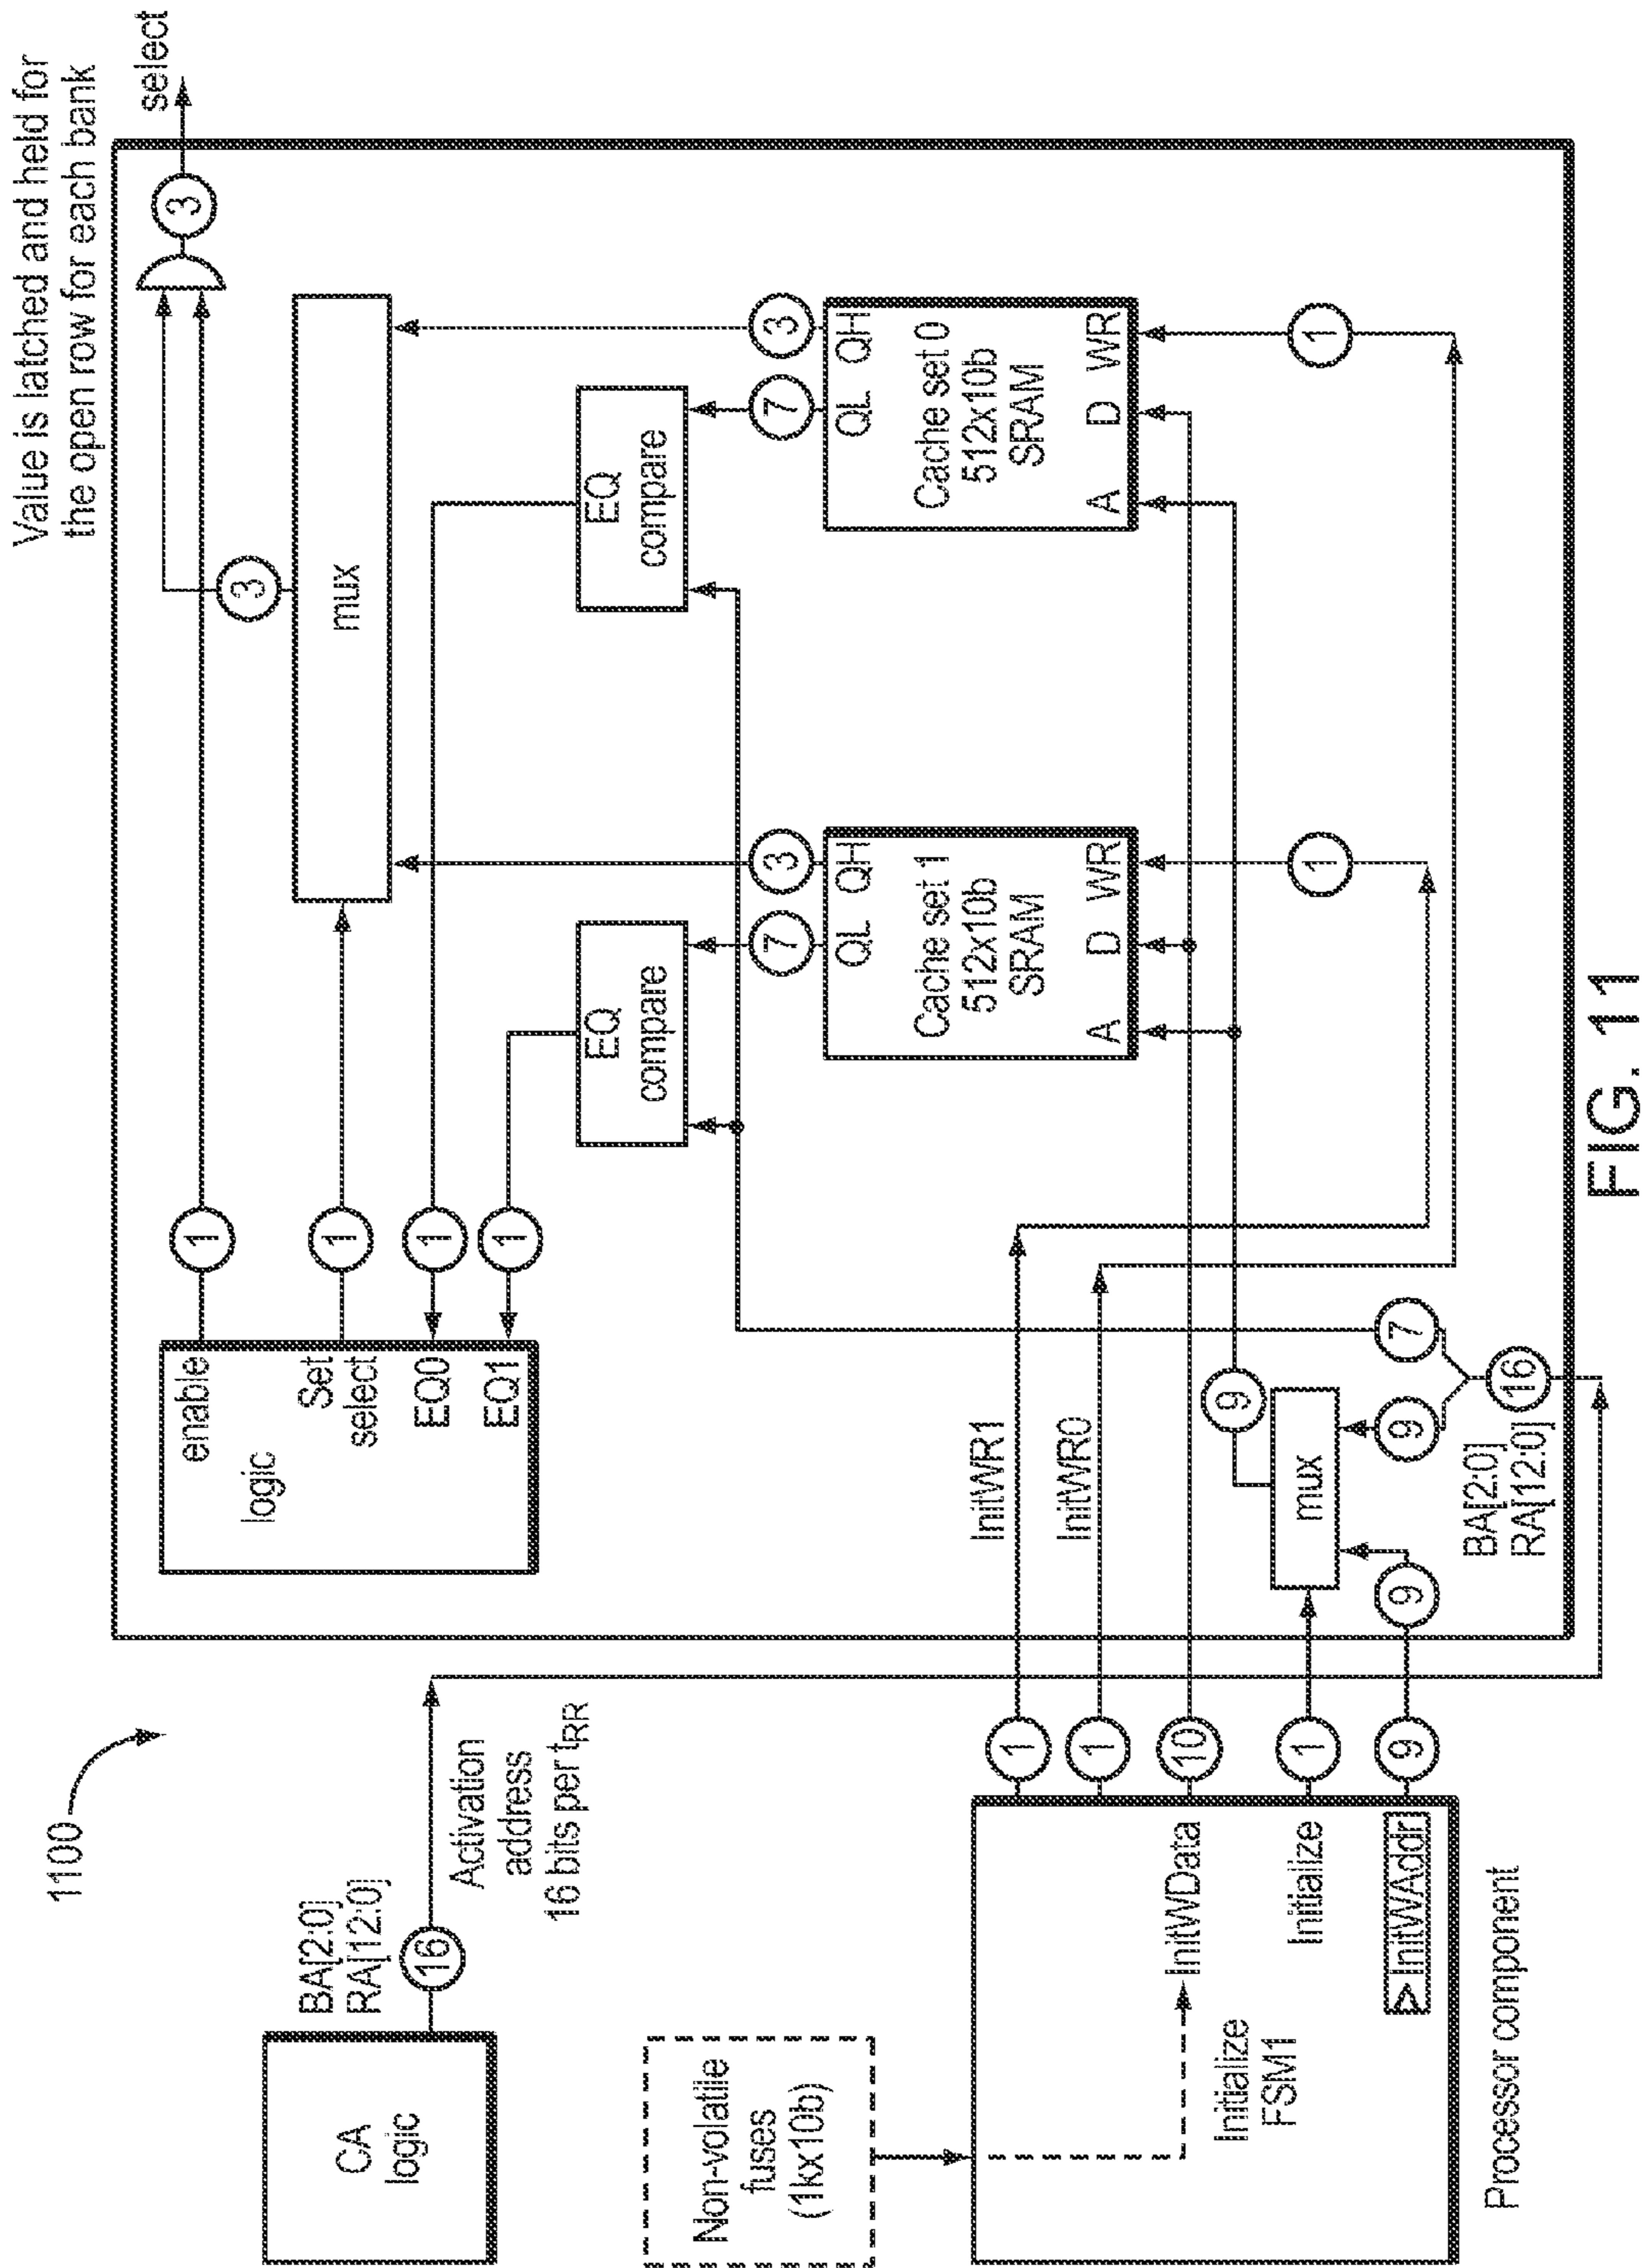 1100
Value is latched and held for
the open row for each bank
select
3
3
mux
enable
Set
select
EQ0
EQ1
logic
1
1
1
1
EQ
compare
EQ
compare
7
3
7
3
QL QH
Cache set 1
512x10b
SRAM
A D WR
QL QH
Cache set 0
512x10b
SRAM
A D WR
1
1
CA
logic
BA[2:0]
RA[12:0]
16
Activation
address
16 bits per tRR
InitWR1
InitWR0
9
mux
9
9
7
16
BA[2:0]
RA[12:0]
Non-volatile
fuses
(1kx10b)
InitWData
Initialize
FSM1
Initialize
>InitWAddr
1
1
10
1
9
Processor component
FIG. 11